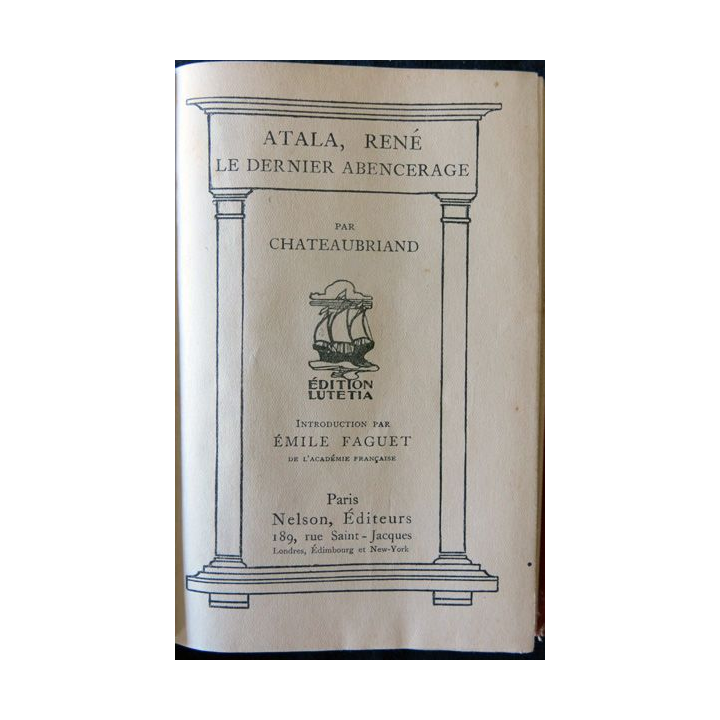 ATALA, RENÉ
LE DERNIER ABENCERAGE
PAR
CHATEAUBRIAND
ÉDITION
LUTETIA
INTRODUCTION PAR
ÉMILE FAGUET
DE L'ACADÉMIE FRANÇAISE
Paris
Nelson, Éditeurs
189, rue Saint-Jacques
Londres, Édimbourg et New-York